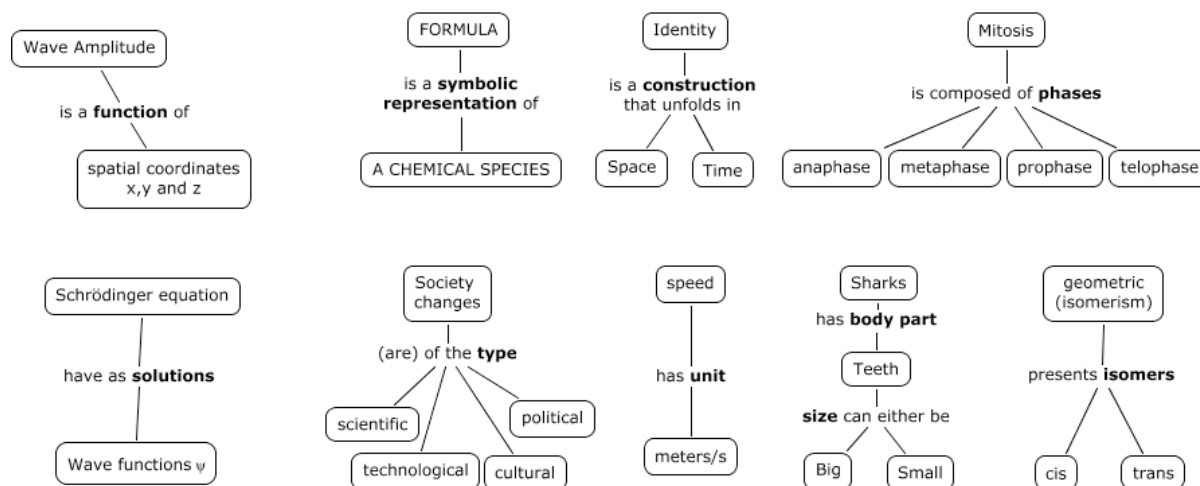 Wave Amplitude
is a function of
spatial coordinates
x,y and z
FORMULA
is a symbolic
representation of
A CHEMICAL SPECIES
Identity
is a construction
that unfolds in
Space
Time
Mitosis
is composed of phases
anaphase
metaphase
prophase
telophase
Schrödinger equation
have as solutions
Wave functions ψ
Society
changes
(are) of the type
scientific
political
technological
cultural
speed
has unit
meters/s
Sharks
has body part
Teeth
size can either be
Big
Small
geometric
(isomerism)
presents isomers
cis
trans